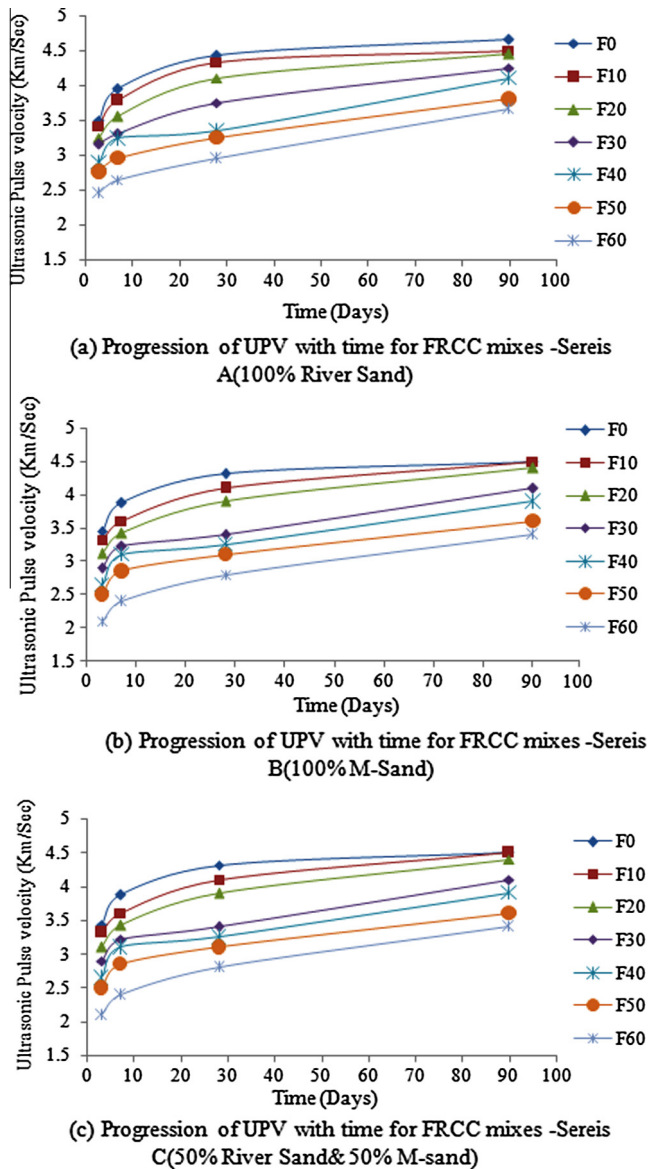 Ultrasonic Pulse velocity (Km/Sec)
5
4.5
4
3.5
3
2.5
2
1.5
0 10 20 30 40 50 60 70 80 90 100
Time (Days)
F0
F10
F20
F30
F40
F50
F60
(a) Progression of UPV with time for FRCC mixes -Sereis
A(100% River Sand)
Ultrasonic Pulse velocity (Km/Sec)
5
4.5
4
3.5
3
2.5
2
1.5
0 10 20 30 40 50 60 70 80 90 100
Time (Days)
F0
F10
F20
F30
F40
F50
F60
(b) Progression of UPV with time for FRCC mixes -Sereis
B(100% M-Sand)
Ultrasonic Pulse velocity (Km/Sec)
5
4.5
4
3.5
3
2.5
2
1.5
0 10 20 30 40 50 60 70 80 90 100
Time (Days)
F0
F10
F20
F30
F40
F50
F60
(c) Progression of UPV with time for FRCC mixes -Sereis
C(50% River Sand& 50% M-sand)